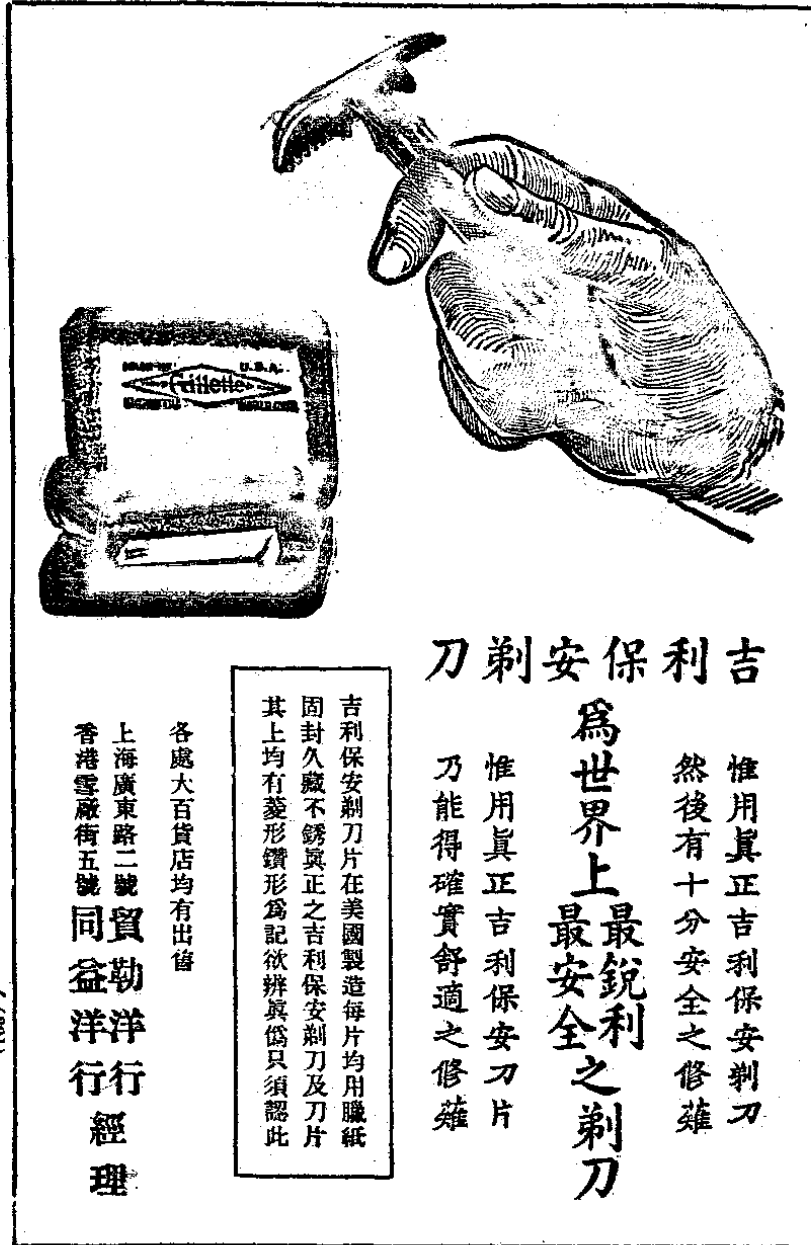 U.S.A.
Gillette
吉利保安剃刀
惟用眞正吉利保安剃刀
然後有十分安全之修薙
爲世界上最銳利最安全之剃刀
惟用眞正吉利保安刀片
乃能得確實舒適之修薙
吉利保安剃刀片在美國製造每片均用臘紙
固封久藏不銹眞正之吉利保安剃刀及刀片
其上均有菱形鑽形爲記欲辨眞僞只須認此
各處大百貨店均有出售
上海廣東路二號貿勒洋行
香港雪廠街五號同益洋行
經理